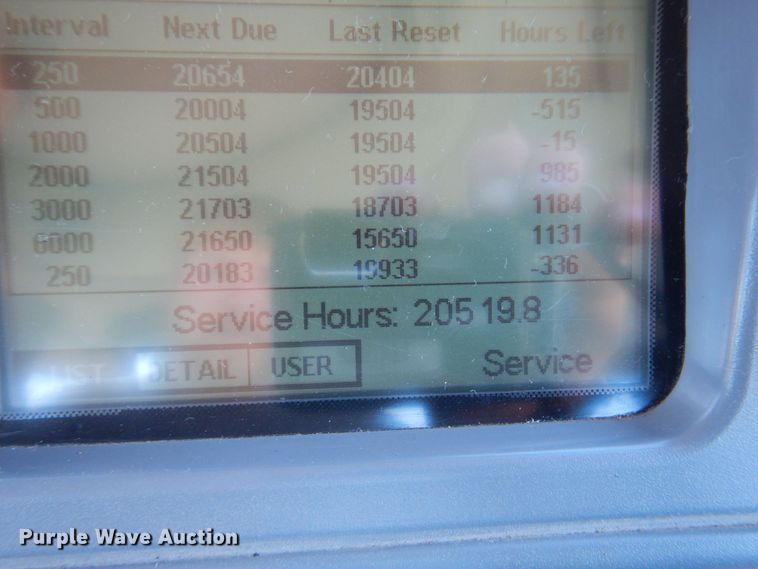 Interval Next Due Last Reset Hours Left
250 20654 20404 135
500 20004 19504 -515
1000 20504 19504 -15
2000 21504 19504 985
3000 21703 18703 1184
6000 21650 15650 1131
250 20183 19933 -336
Service Hours: 20519.8
LIST DETAIL USER Service
Purple Wave Auction